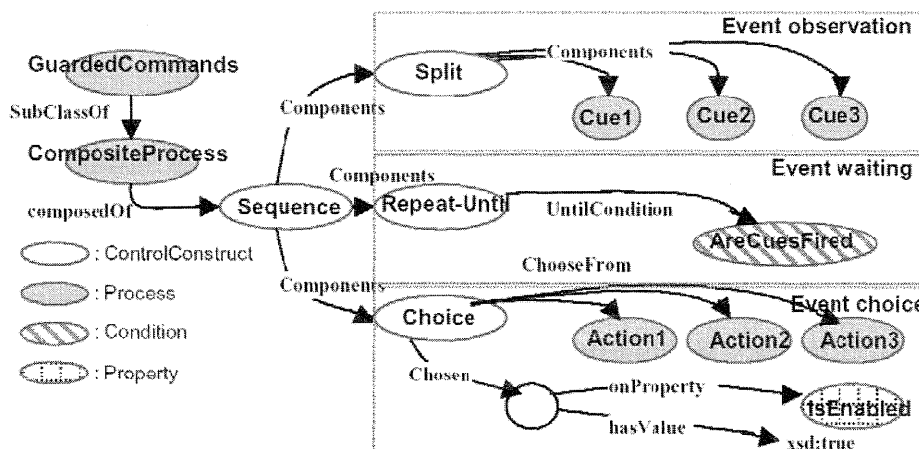 Event observation
GuardedCommands
Split
Components
Components
SubClassOf
Cue1
Cue2
Cue3
CompositeProcess
Event waiting
Components
composedOf
Sequence
Repeat-Until
UntilCondition
AreCuesFired
: ControlConstruct
ChooseFrom
Components
: Process
Event choice
Choice
Action1
Action2
Action3
: Condition
Chosen
: Property
onProperty
IsEnabled
hasValue
xsd:true